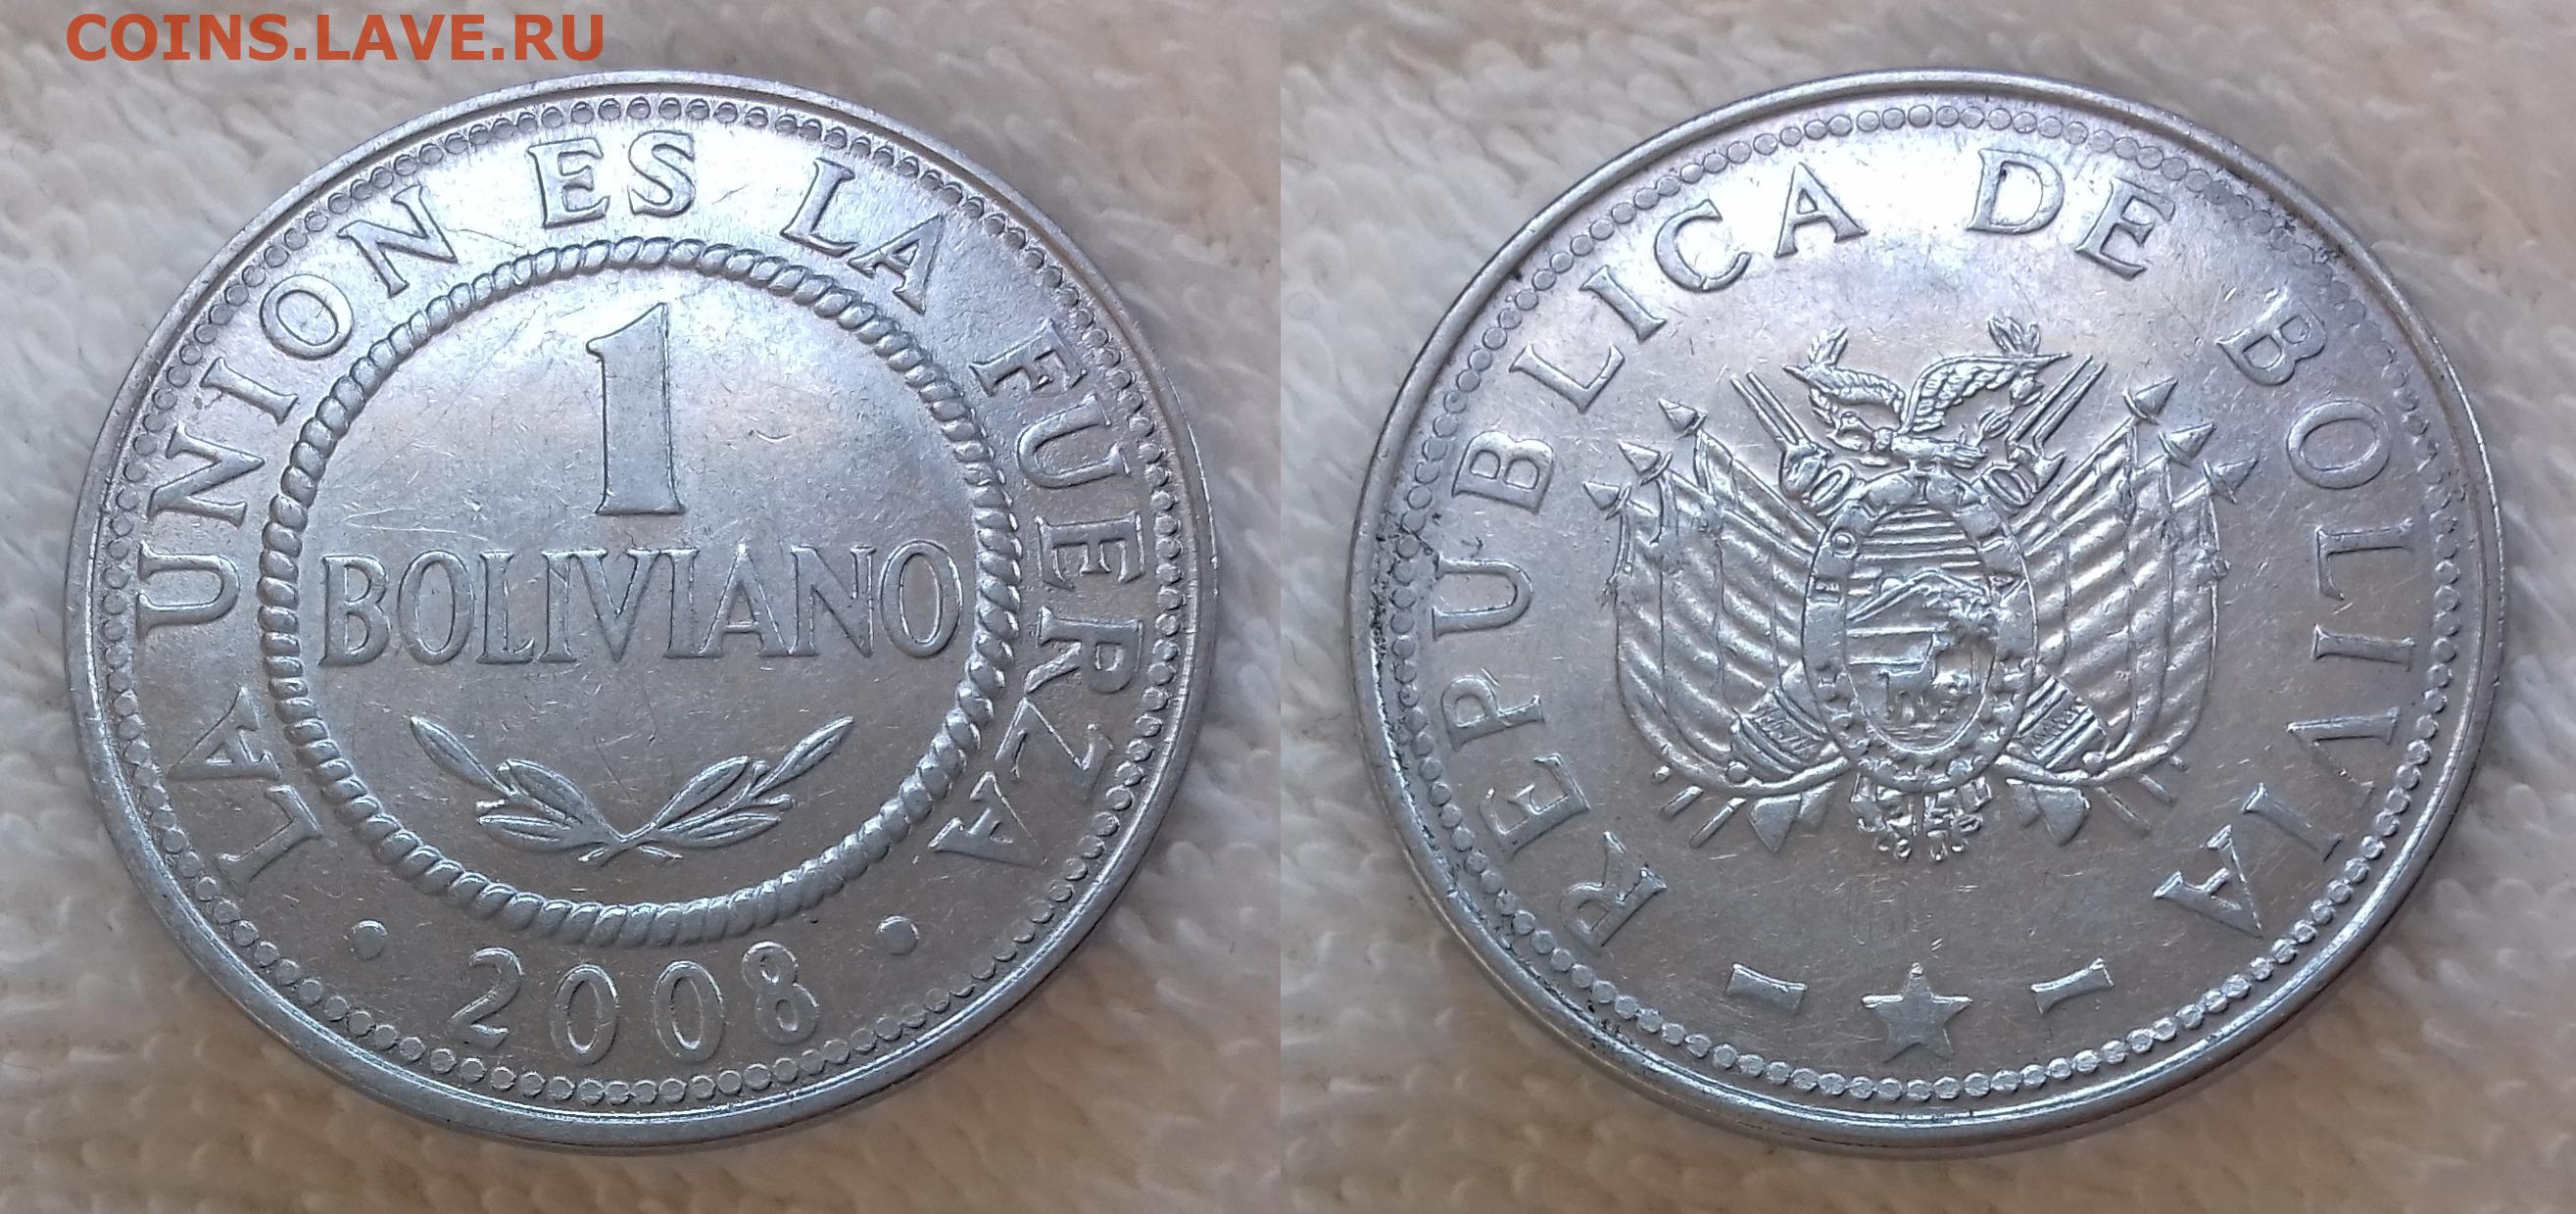 COINS.LAVE.RU
LA UNION ES LA FUERZA
1
BOLIVIANO
· 2008 ·
REPUBLICA DE BOLIVIA